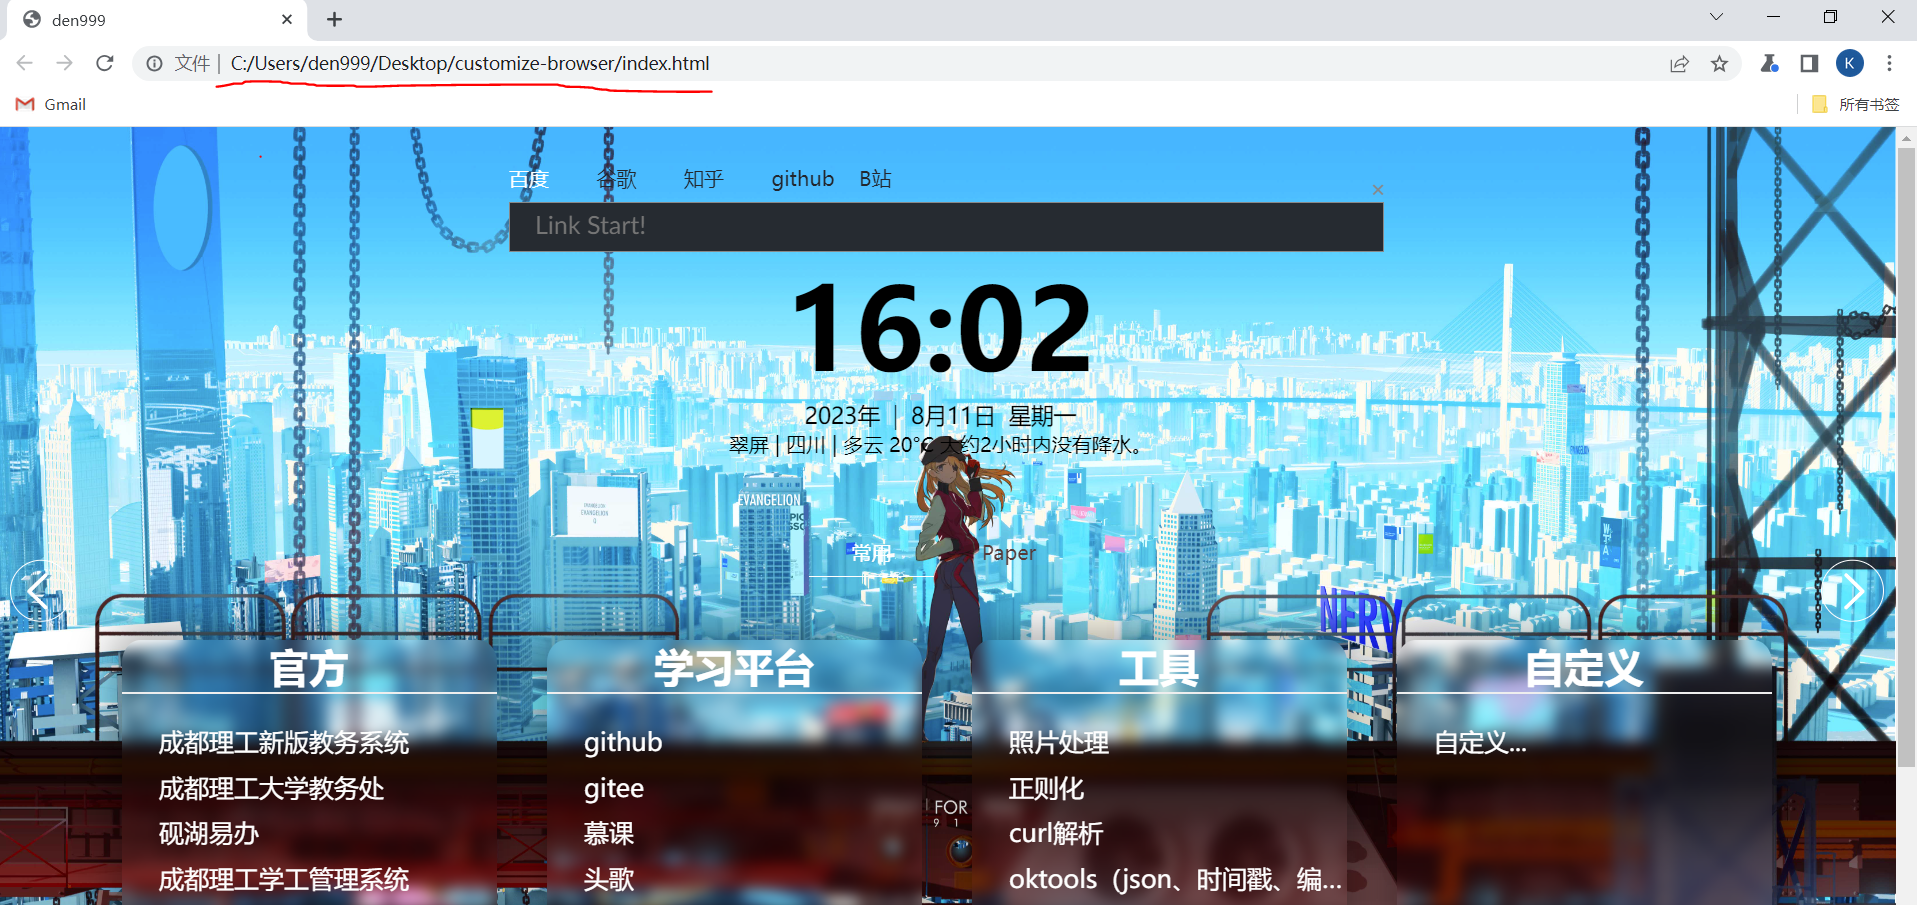 den999
文件 | C:/Users/den999/Desktop/customize-browser/index.html
K
Gmail
所有书签
百度 谷歌 知乎 github B站
Link Start!
16:02
2023年 | 8月11日 星期一
翠屏 | 四川 | 多云 20°C 大约2小时内没有降水。
EVANGELION
EVANGELION
常用 Paper
NERV
官方 学习平台 工具 自定义
成都理工新版教务系统 github 照片处理 自定义...
成都理工大学教务处 gitee 正则化
砚湖易办 慕课 curl解析
成都理工学工管理系统 头歌 oktools（json、时间戳、编...
FOR
9 1